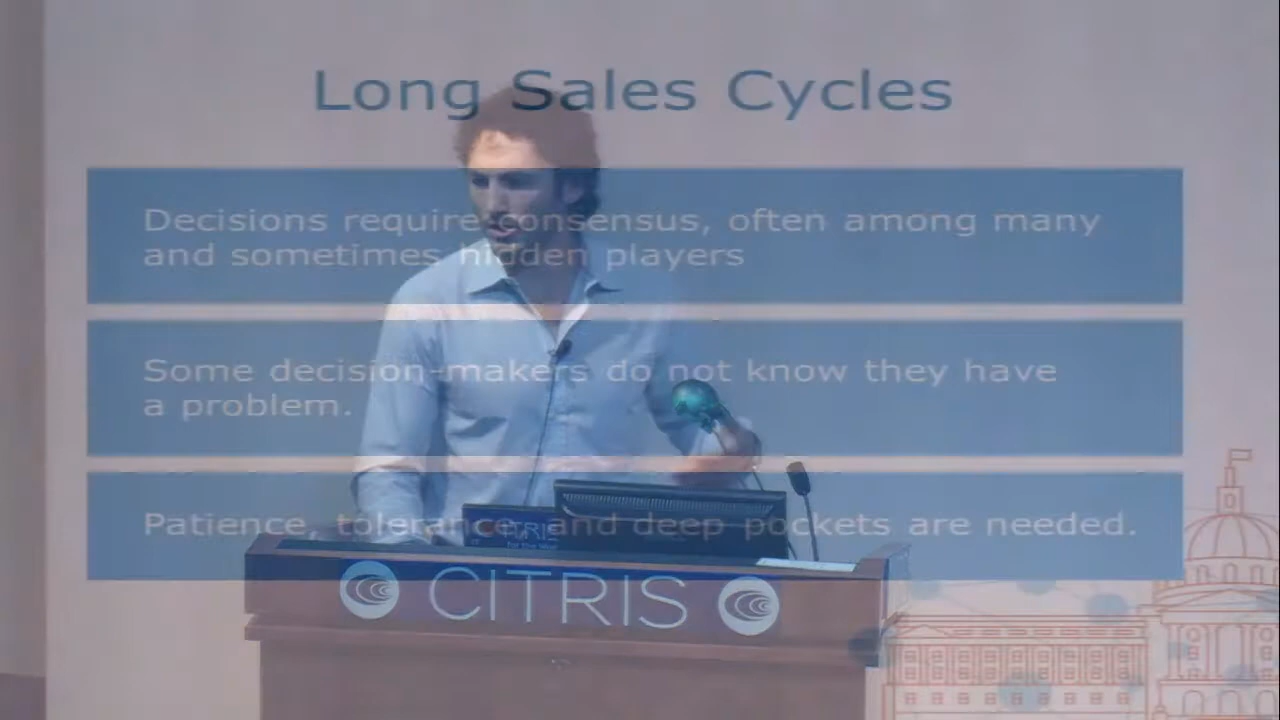 Long Sales Cycles
Decisions require consensus, often among many
and sometimes hidden players
Some decision-makers do not know they have
a problem.
Patience, tolerance, and deep pockets are needed.
CITRIS
CITRIS